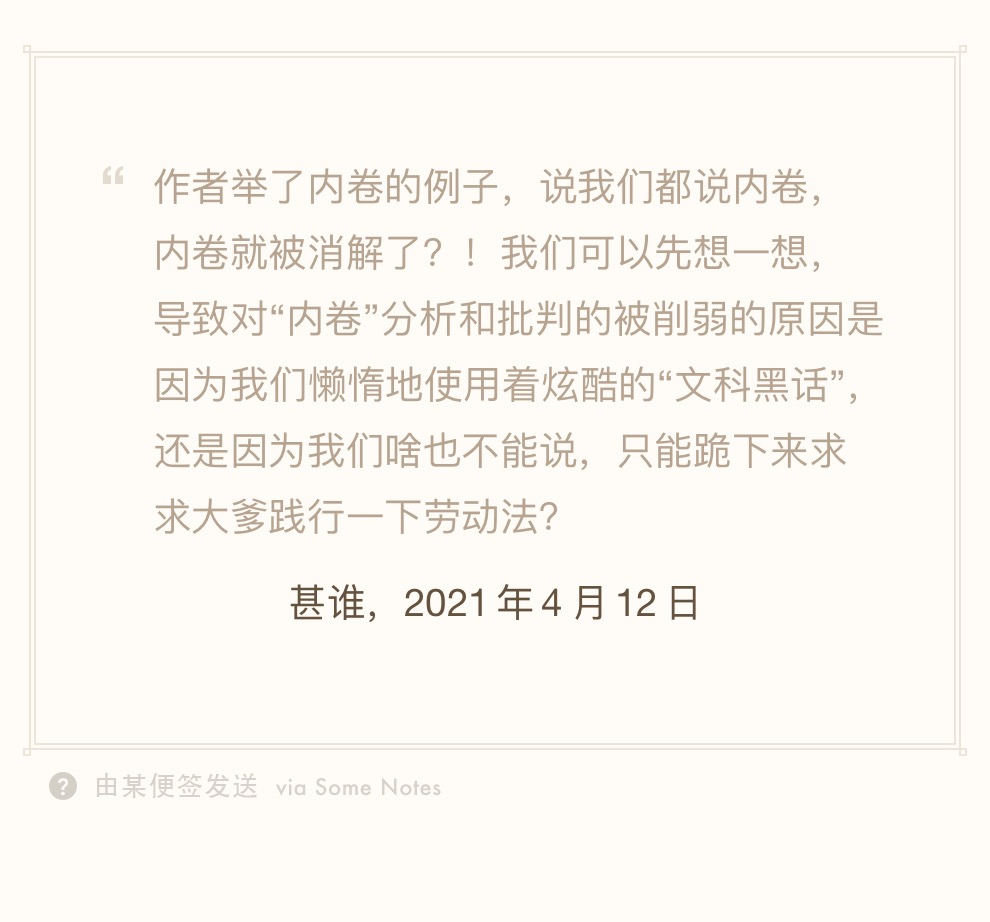 “ 作者举了内卷的例子，说我们都说内卷，
内卷就被消解了？！我们可以先想一想，
导致对“内卷”分析和批判的被削弱的原因是
因为我们懒惰地使用着炫酷的“文科黑话”，
还是因为我们啥也不能说，只能跪下来求
求大爹践行一下劳动法？
甚谁，2021 年 4 月 12 日
? 由某便签发送 via Some Notes